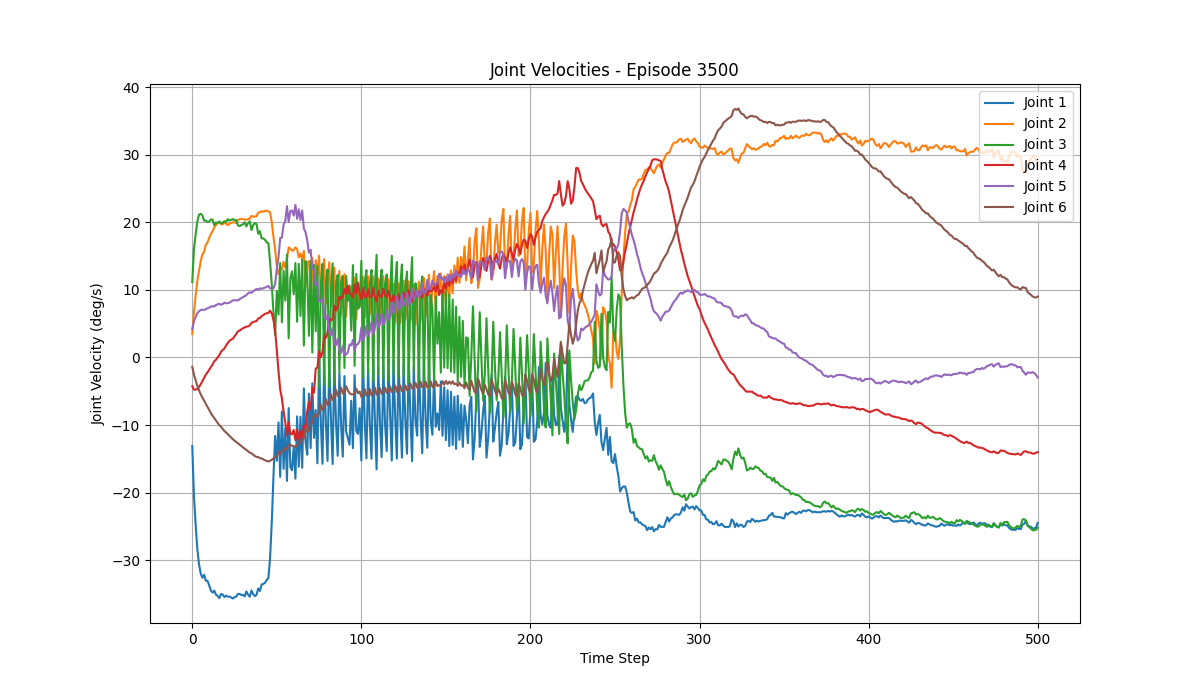 Joint Velocities - Episode 3500
Joint Velocity (deg/s)
40
30
20
10
0
−10
−20
−30
Joint 1
Joint 2
Joint 3
Joint 4
Joint 5
Joint 6
0 100 200 300 400 500
Time Step